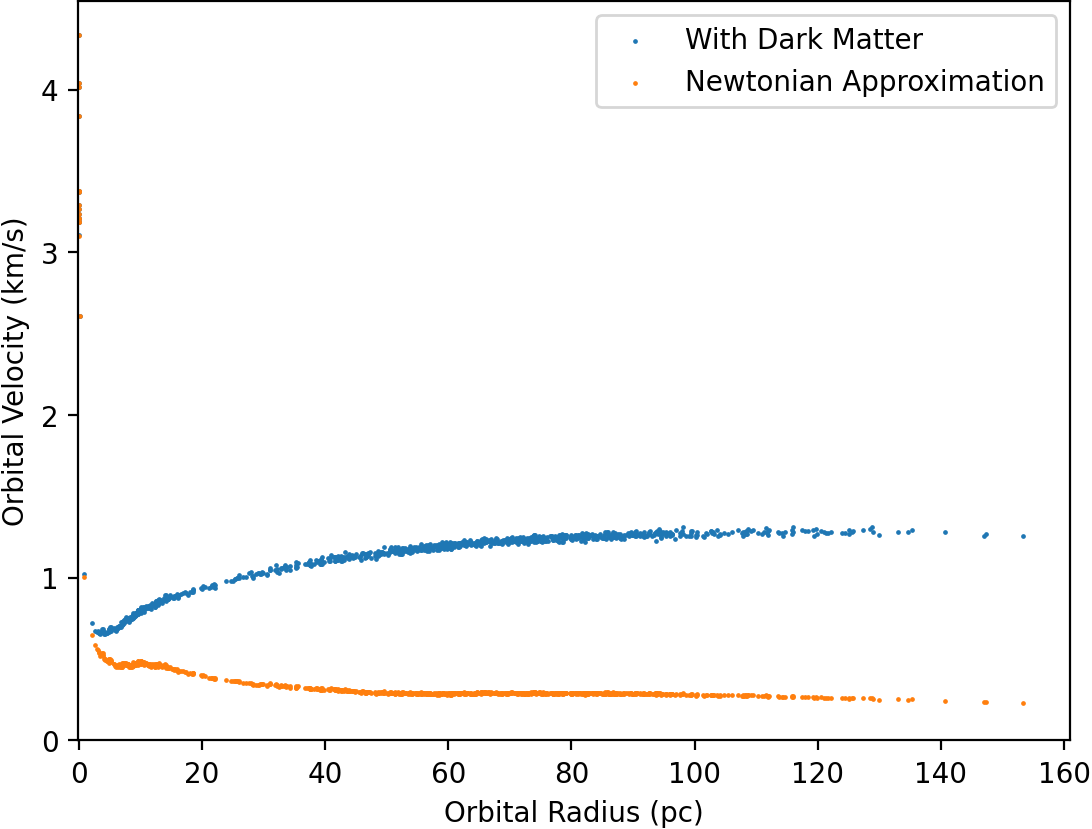 With Dark Matter
Newtonian Approximation
4
3
2
1
0
Orbital Velocity (km/s)
0 20 40 60 80 100 120 140 160
Orbital Radius (pc)